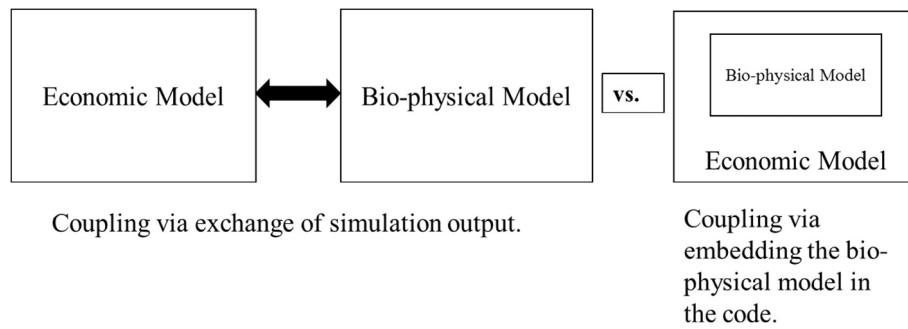 Economic Model
Bio-physical Model
vs.
Bio-physical Model
Economic Model
Coupling via exchange of simulation output.
Coupling via
embedding the bio-
physical model in
the code.